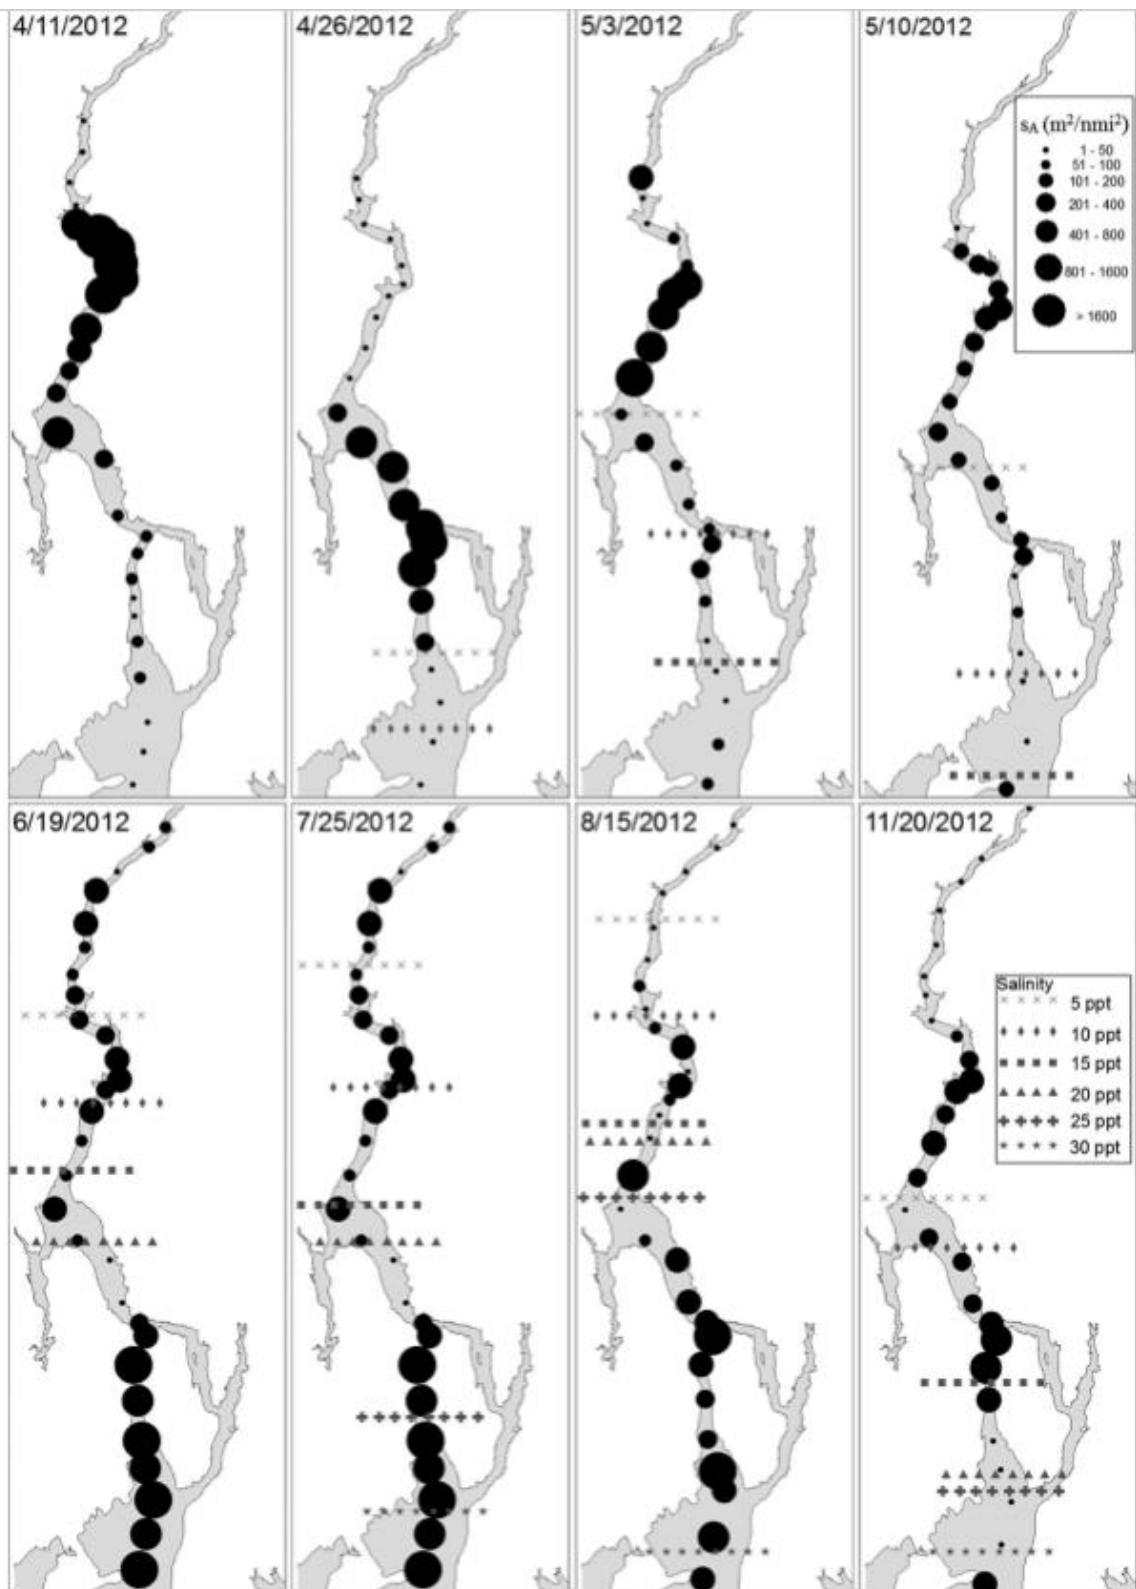 4/11/2012
4/26/2012
5/3/2012
5/10/2012
sA (m²/nmi²)
1 - 50
51 - 100
101 - 200
201 - 400
401 - 800
801 - 1600
> 1600
6/19/2012
7/25/2012
8/15/2012
11/20/2012
Salinity
5 ppt
10 ppt
15 ppt
20 ppt
25 ppt
30 ppt